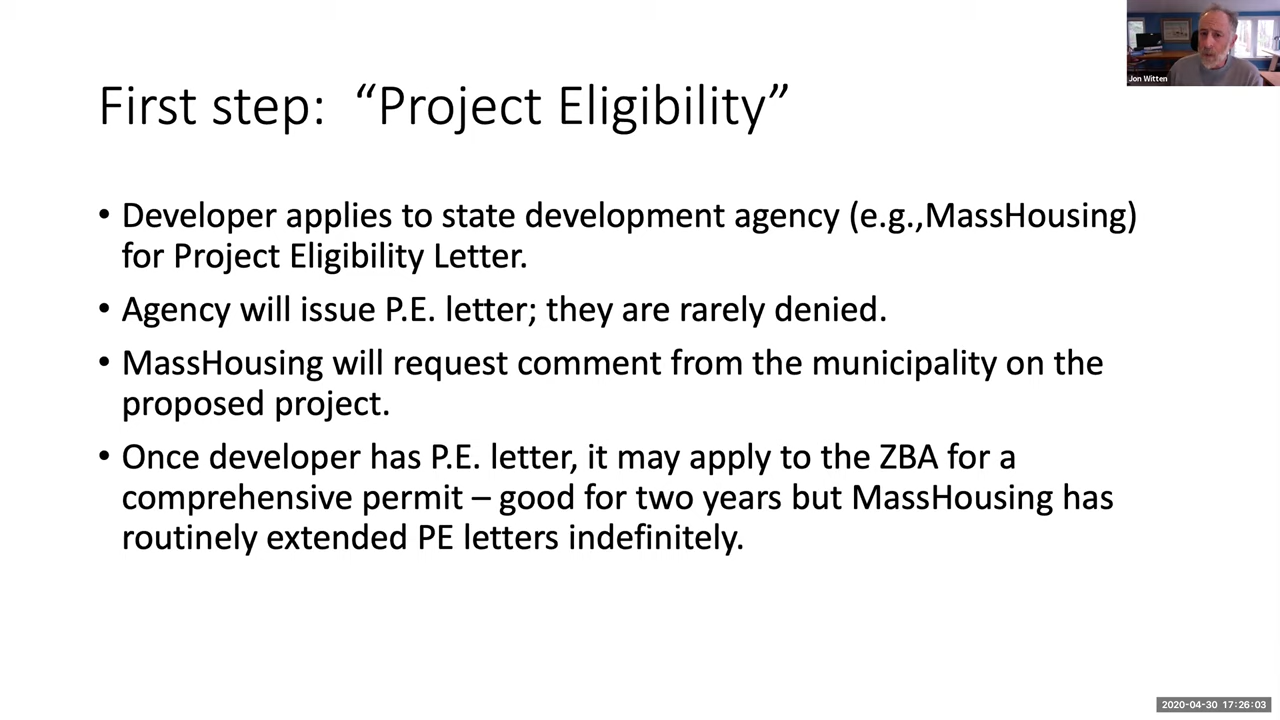 Jon Witten
First step:  “Project Eligibility”
• Developer applies to state development agency (e.g.,MassHousing)
for Project Eligibility Letter.
• Agency will issue P.E. letter; they are rarely denied.
• MassHousing will request comment from the municipality on the
proposed project.
• Once developer has P.E. letter, it may apply to the ZBA for a
comprehensive permit – good for two years but MassHousing has
routinely extended PE letters indefinitely.
2020-04-30 17:26:03